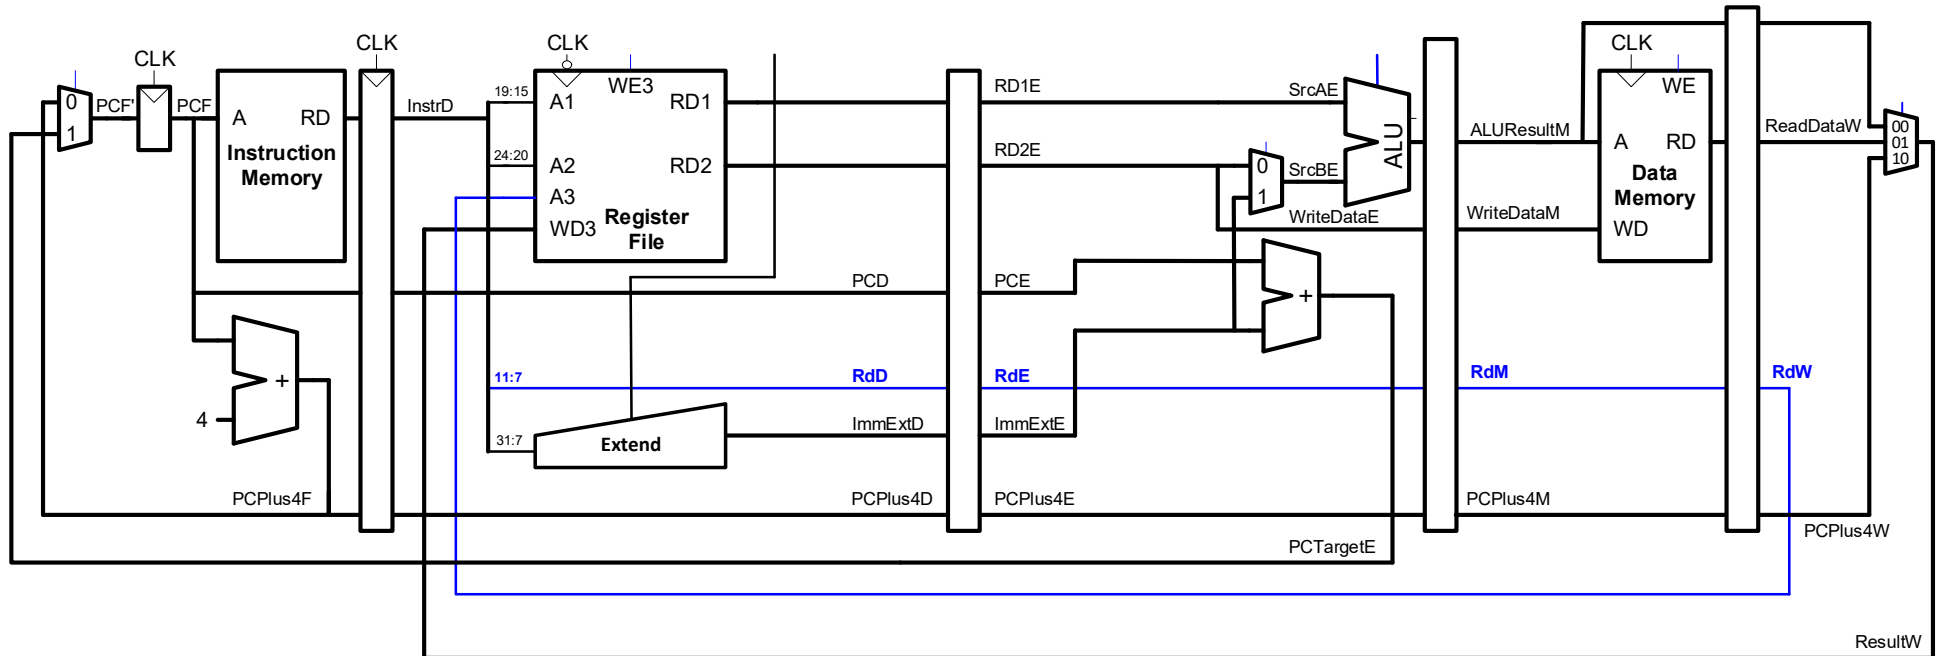 CLK
CLK
CLK
CLK
0
1
PCF'
PCF
A
RD
Instruction
Memory
InstrD
19:15
24:20
A1
A2
A3
WD3
WE3
RD1
RD2
Register
File
RD1E
RD2E
SrcAE
SrcBE
0
1
WriteDataE
ALU
ALUResultM
WriteDataM
WE
A
RD
Data
Memory
WD
ReadDataW
00
01
10
PCD
PCE
+
4
+
11:7
RdD
RdE
RdM
RdW
31:7
Extend
ImmExtD
ImmExtE
PCPlus4F
PCPlus4D
PCPlus4E
PCPlus4M
PCPlus4W
PCTargetE
ResultW